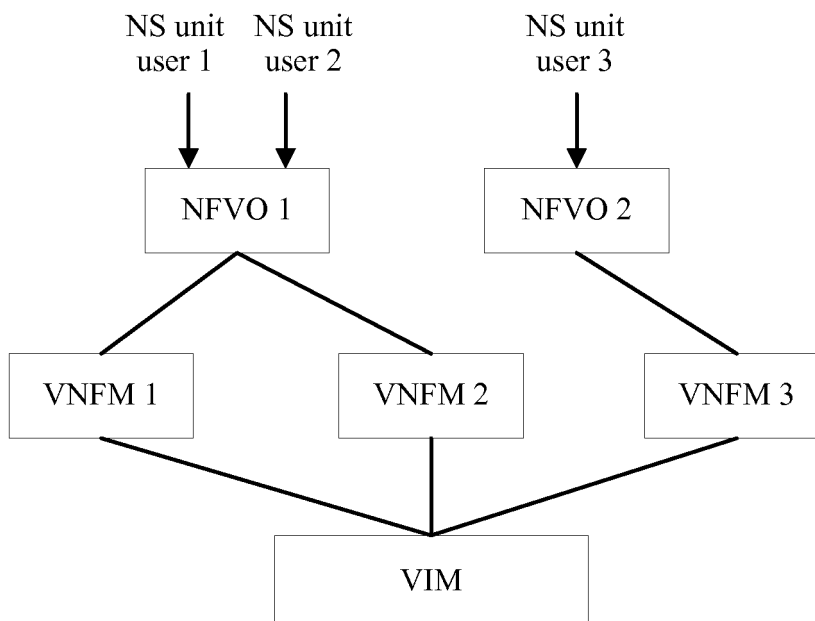 NS unit
user 1
NS unit
user 2
NS unit
user 3
NFVO 1
NFVO 2
VNFM 1
VNFM 2
VNFM 3
VIM